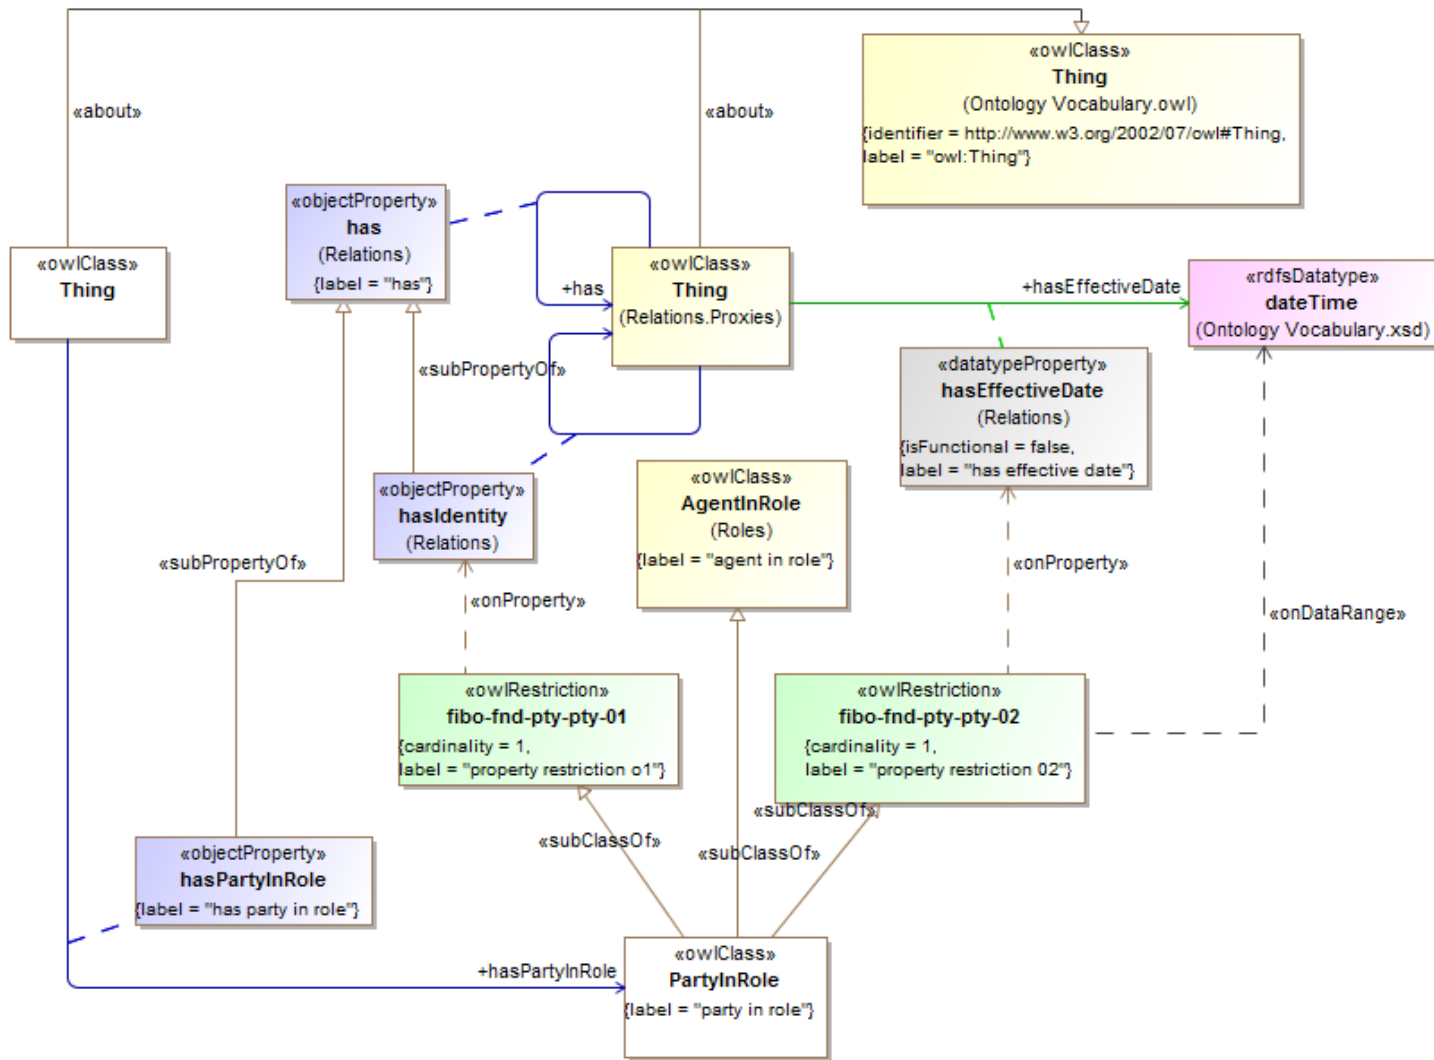 «owlClass»
Thing
(Ontology Vocabulary.owl)
{identifier = http://www.w3.org/2002/07/owl#Thing,
label = "owl:Thing"}
«about»
«about»
«objectProperty»
has
(Relations)
{label = "has"}
«owlClass»
Thing
«owlClass»
Thing
(Relations.Proxies)
+has
+hasEffectiveDate
«rdfsDatatype»
dateTime
(Ontology Vocabulary.xsd)
«subPropertyOf»
«datatypeProperty»
hasEffectiveDate
(Relations)
{isFunctional = false,
label = "has effective date"}
«objectProperty»
hasIdentity
(Relations)
«owlClass»
AgentInRole
(Roles)
{label = "agent in role"}
«subPropertyOf»
«onProperty»
«onProperty»
«onDataRange»
«owlRestriction»
fibo-fnd-pty-pty-01
{cardinality = 1,
label = "property restriction o1"}
«owlRestriction»
fibo-fnd-pty-pty-02
{cardinality = 1,
label = "property restriction 02"}
«subClassOf»
«subClassOf»
«subClassOf»
«objectProperty»
hasPartyInRole
{label = "has party in role"}
+hasPartyInRole
«owlClass»
PartyInRole
{label = "party in role"}